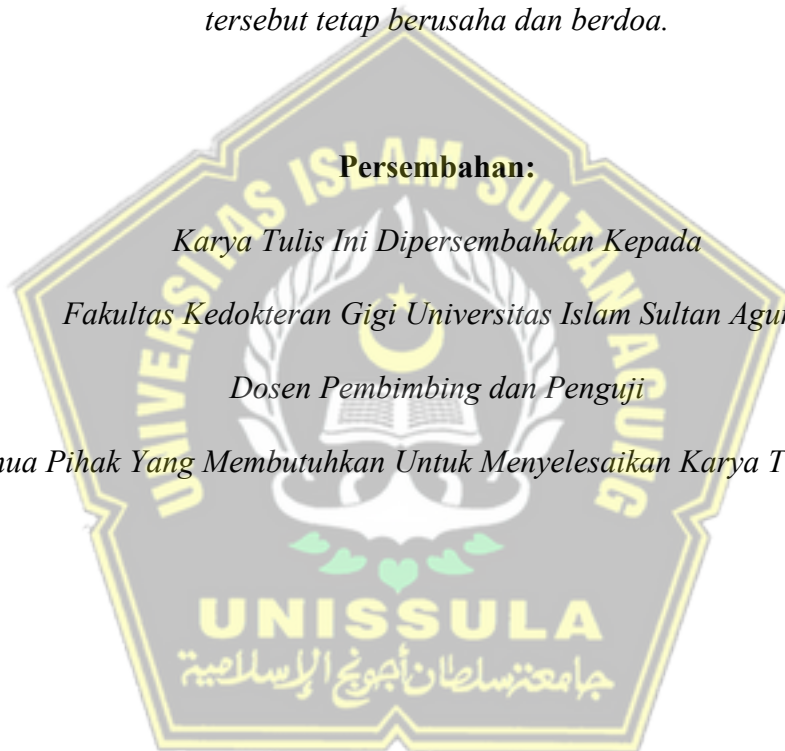 tersebut tetap berusaha dan berdoa.
Persembahan:
Karya Tulis Ini Dipersembahkan Kepada
Fakultas Kedokteran Gigi Universitas Islam Sultan
Dosen Pembimbing dan Penguji
Pihak Yang Membutuhkan Untuk Menyelesaikan Karya
UNIVERSITAS ISLAM SULTAN AGUNG
UNISSULA
جامعة سلطان أجونج الإسلامية